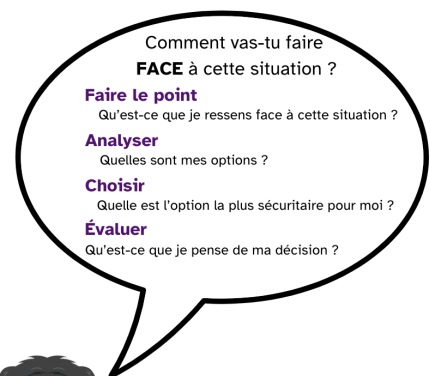 Comment vas-tu faire
FACE à cette situation ?
Faire le point
Qu'est-ce que je ressens face à cette situation ?
Analyser
Quelles sont mes options ?
Choisir
Quelle est l'option la plus sécuritaire pour moi ?
Évaluer
Qu'est-ce que je pense de ma décision ?